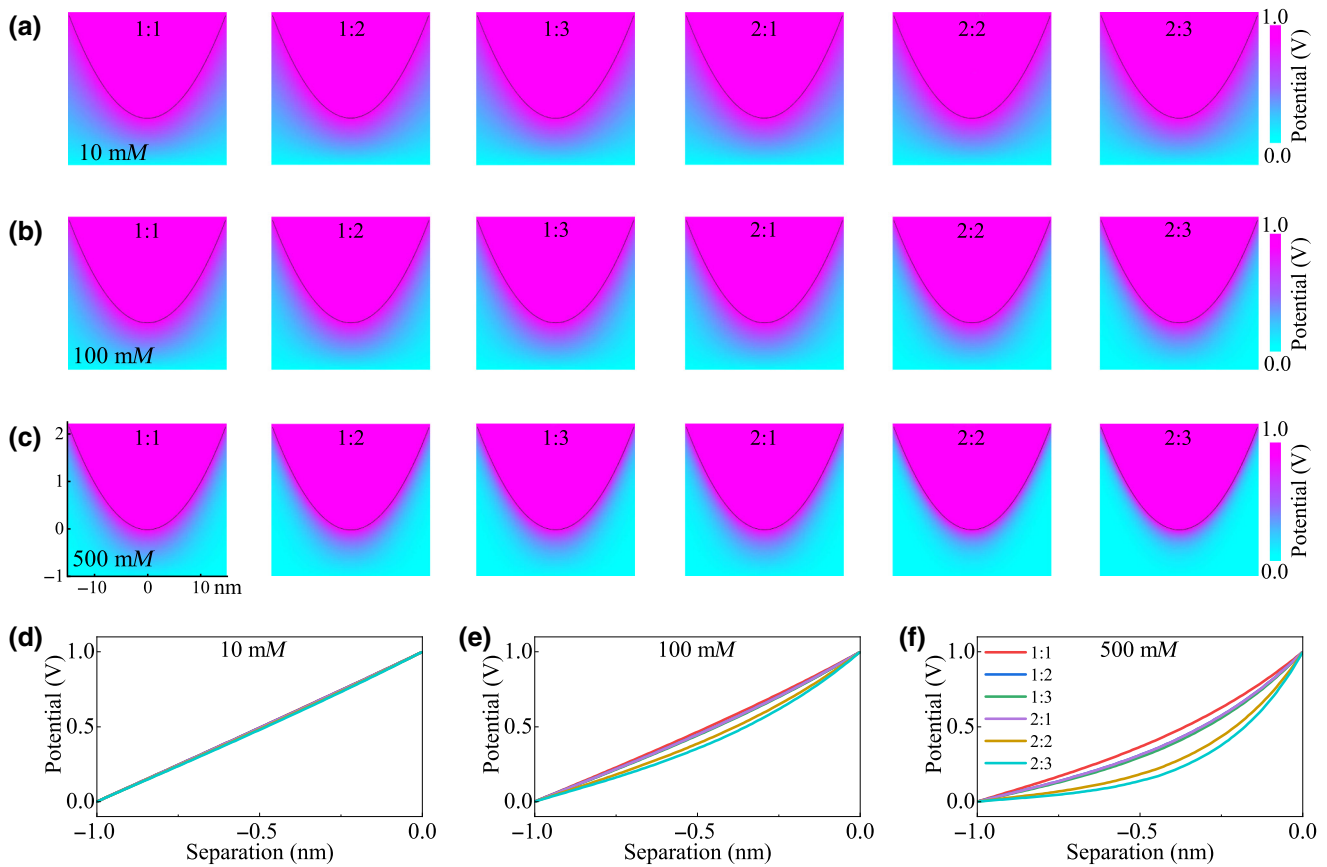 (a) 1:1 1:2 1:3 2:1 2:2 2:3 1.0
10 mM 0.0
Potential (V)
(b) 1:1 1:2 1:3 2:1 2:2 2:3 1.0
100 mM 0.0
Potential (V)
(c) 2 1:1 1:2 1:3 2:1 2:2 2:3 1.0
1
0
500 mM 0.0
Potential (V)
−1
−10 0 10 nm
(d) 10 mM
Potential (V)
1.0
0.5
0.0
−1.0 −0.5 0.0
Separation (nm)
(e) 100 mM
Potential (V)
1.0
0.5
0.0
−1.0 −0.5 0.0
Separation (nm)
(f) 500 mM
Potential (V)
1.0
0.5
0.0
1:1
1:2
1:3
2:1
2:2
2:3
−1.0 −0.5 0.0
Separation (nm)